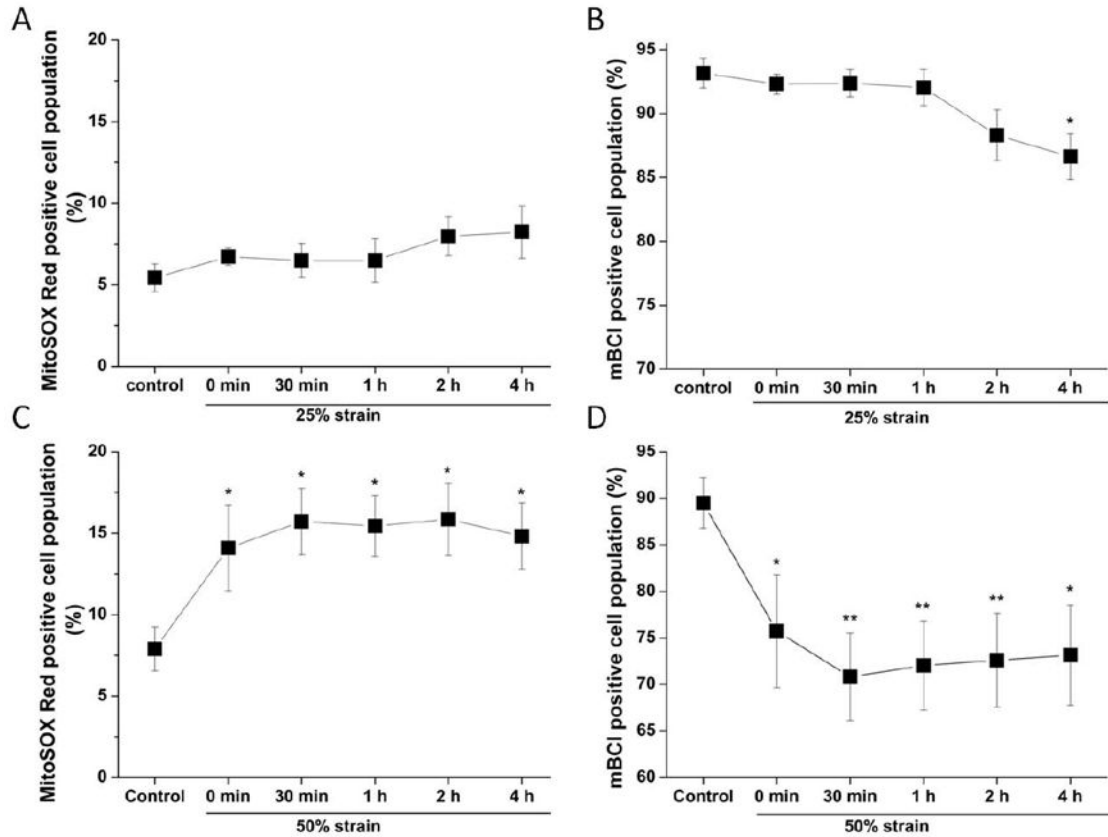 A
MitoSOX Red positive cell population
(%)
20
15
10
5
0
control 0 min 30 min 1 h 2 h 4 h
25% strain
B
mBCl positive cell population (%)
95
90
85
80
75
70
*
control 0 min 30 min 1 h 2 h 4 h
25% strain
C
MitoSOX Red positive cell population
(%)
20
15
10
5
0
* * * * *
Control 0 min 30 min 1 h 2 h 4 h
50% strain
D
mBCl positive cell population (%)
95
90
85
80
75
70
65
60
* ** ** ** *
Control 0 min 30 min 1 h 2 h 4 h
50% strain